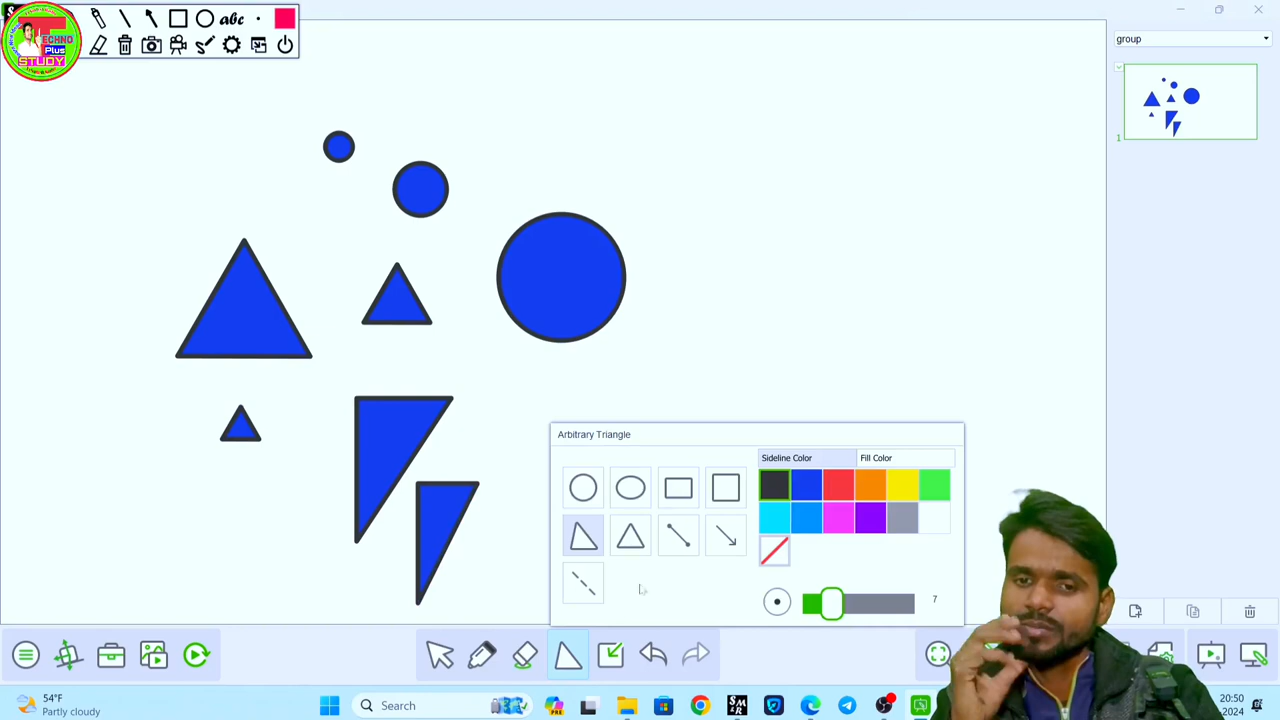 TECHNO
Plus
STUDY
abc
group
1
Arbitrary Triangle
Sideline Color
Fill Color
7
54°F
Partly cloudy
Search
20:50
2024